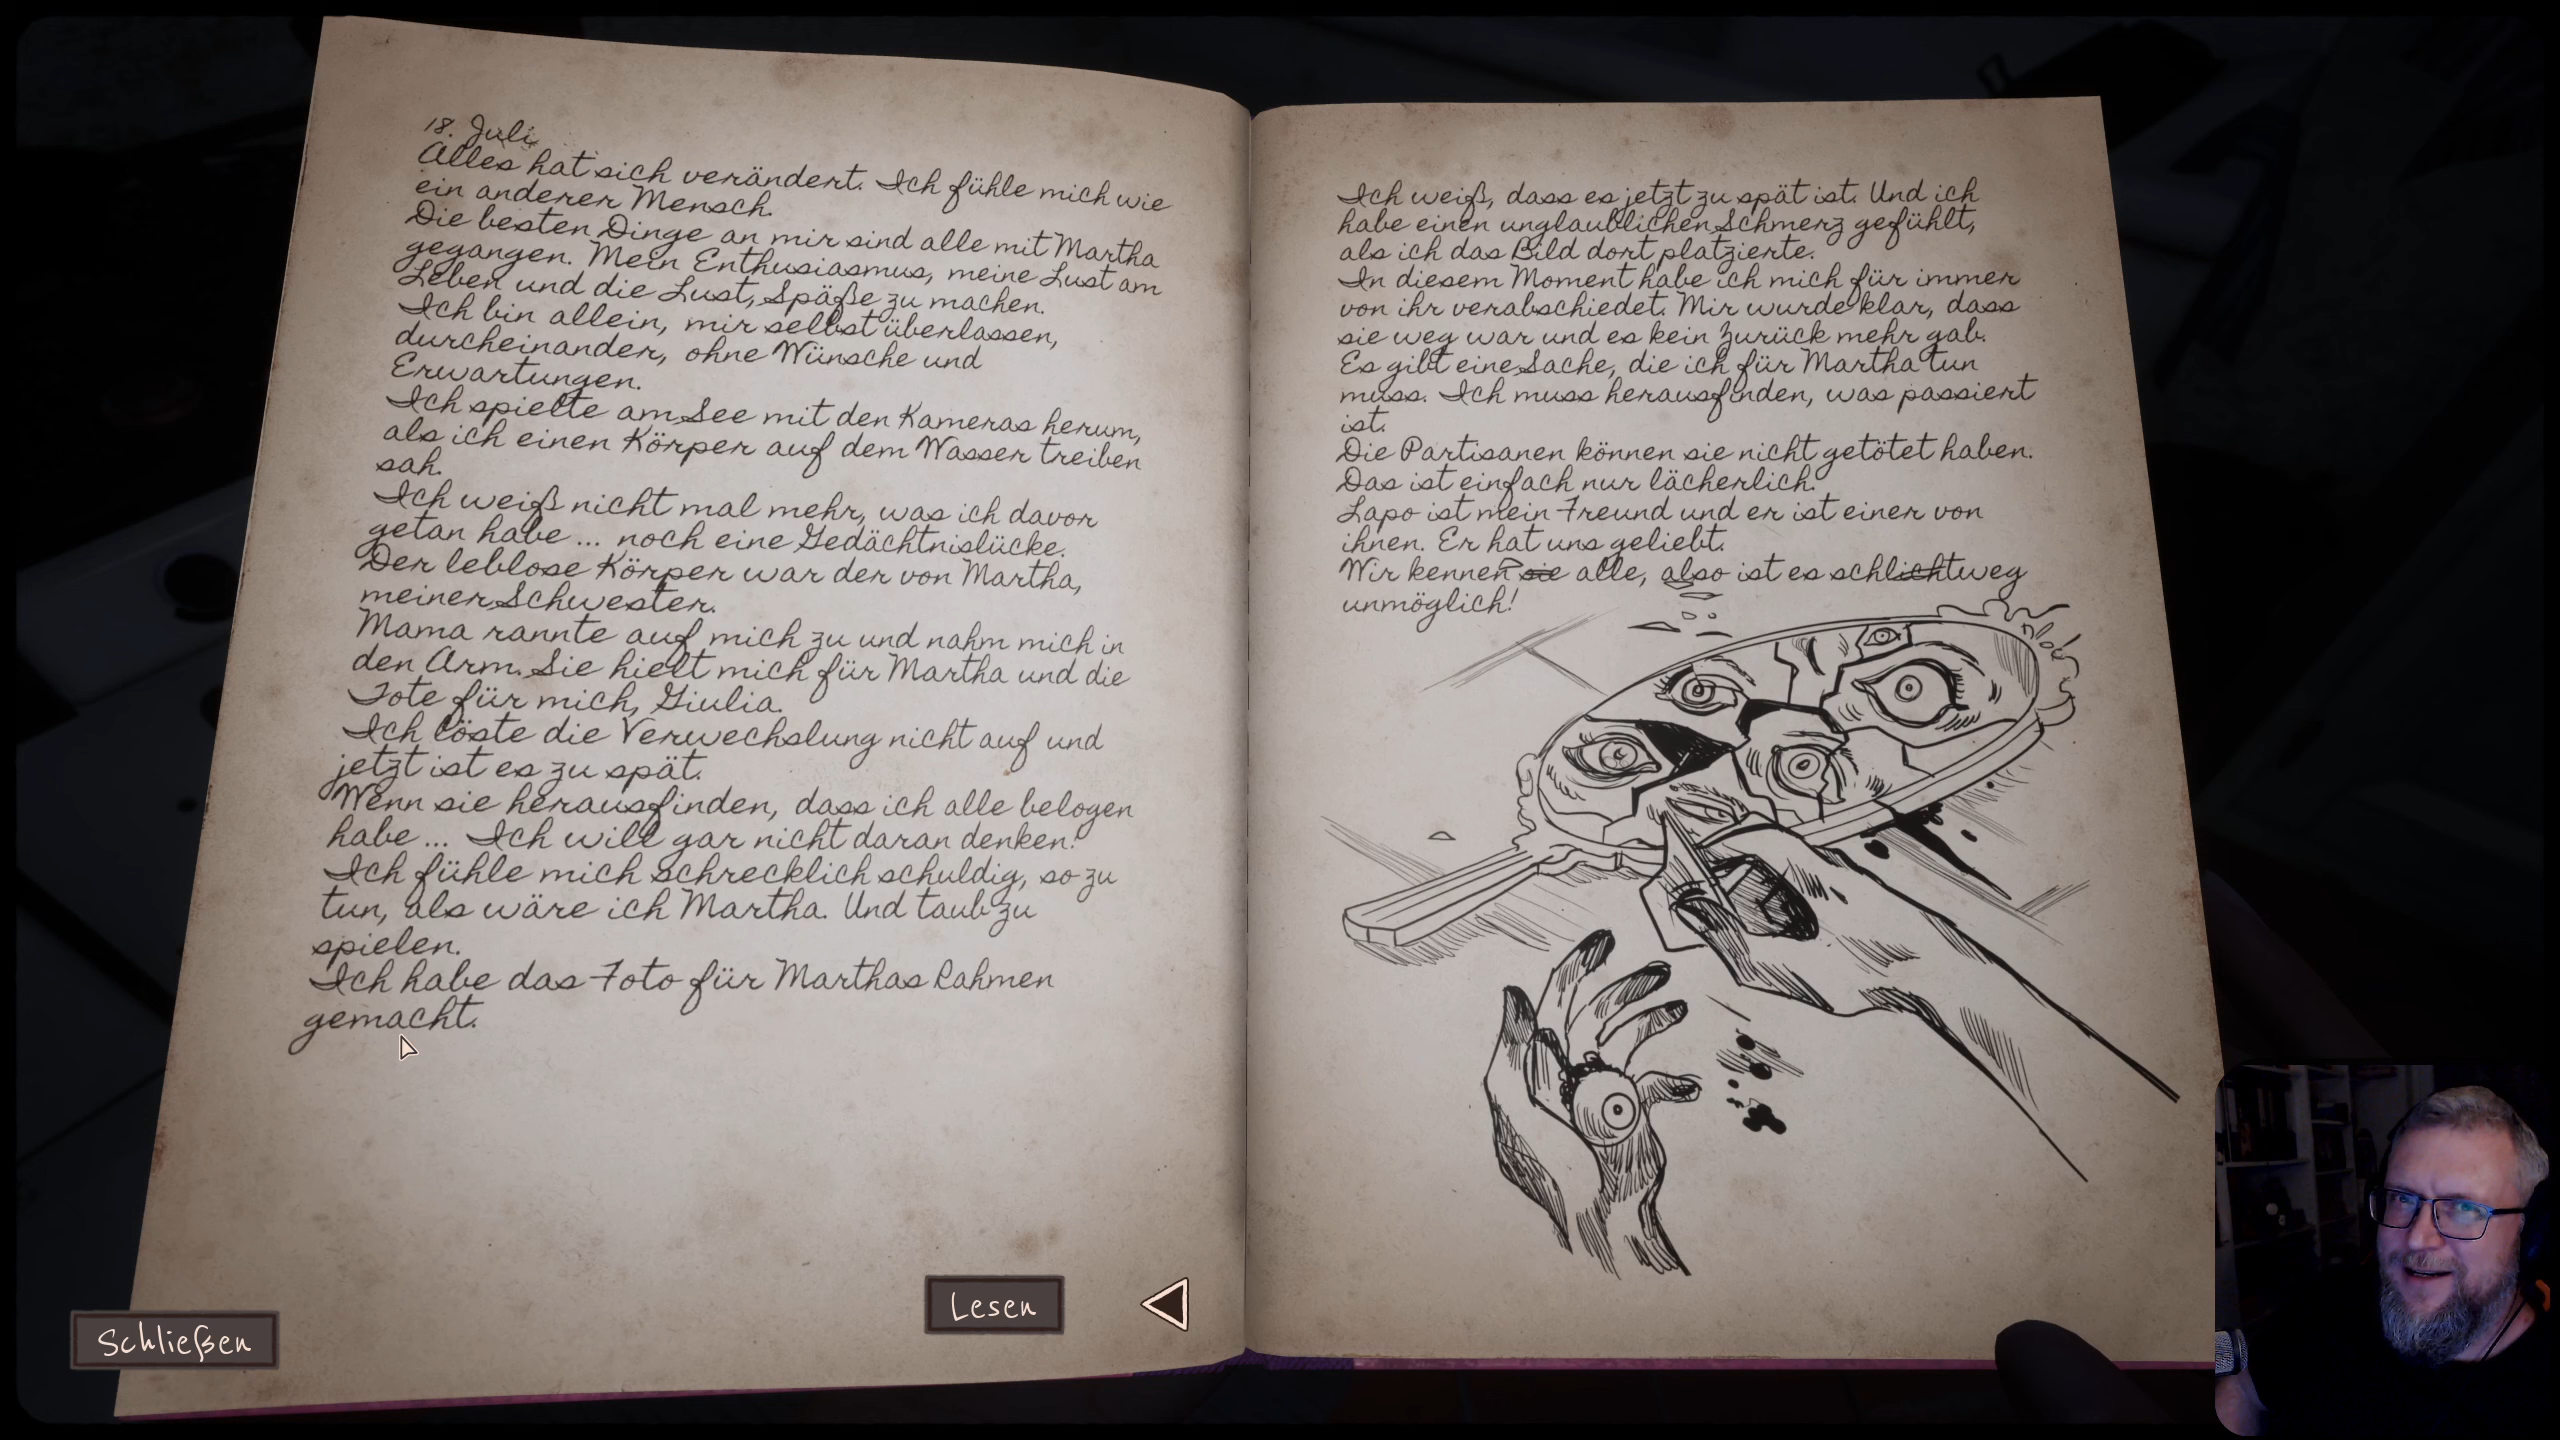 18. Juli
Alles hat sich verändert. Ich fühle mich wie
ein anderer Mensch.
Die besten Dinge an mir sind alle mit Martha
gegangen. Mein Enthusiasmus, meine Lust am
Leben und die Lust, Späße zu machen.
Ich bin allein, mir selbst überlassen,
durcheinander, ohne Wünsche und
Erwartungen.
Ich spielte am See mit den Kameras herum,
als ich einen Körper auf dem Wasser treiben
sah.
Ich weiß nicht mal mehr, was ich davor
getan habe ... noch eine Gedächtnislücke.
Der leblose Körper war der von Martha,
meiner Schwester.
Mama rannte auf mich zu und nahm mich in
den Arm. Sie hielt mich für Martha und die
Tote für mich, Giulia.
Ich löste die Verwechslung nicht auf und
jetzt ist es zu spät.
Wenn sie herausfinden, dass ich alle belogen
habe ... Ich will gar nicht daran denken!
Ich fühle mich schrecklich schuldig, so zu
tun, als wäre ich Martha. Und taub zu
spielen.
Ich habe das Foto für Marthas Rahmen
gemacht.
Ich weiß, dass es jetzt zu spät ist. Und ich
habe einen unglaublichen Schmerz gefühlt,
als ich das Bild dort platzierte.
In diesem Moment habe ich mich für immer
von ihr verabschiedet. Mir wurde klar, dass
sie weg war und es kein Zurück mehr gab.
Es gibt eine Sache, die ich für Martha tun
muss. Ich muss herausfinden, was passiert
ist.
Die Partisanen können sie nicht getötet haben.
Das ist einfach nur lächerlich.
Lapo ist mein Freund und er ist einer von
ihnen. Er hat uns geliebt.
Wir kennen sie alle, also ist es schlichtweg
unmöglich!
Lesen
Schließen